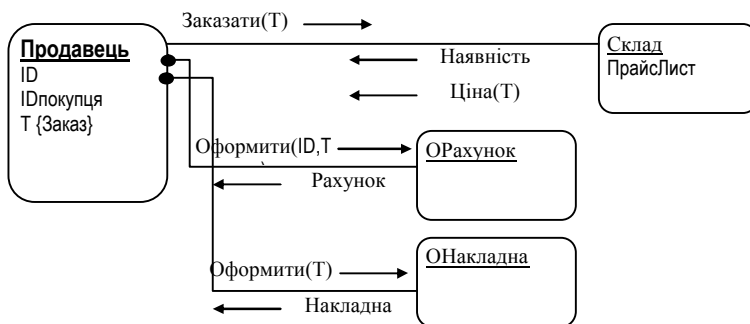 Заказати(Т)
Продавець
ID
IDпокупця
Т {Заказ}
Наявність
Ціна(Т)
Склад
ПрайсЛист
Оформити(ID,T
)
Рахунок
ОРахунок
Оформити(Т)
Накладна
ОНакладна